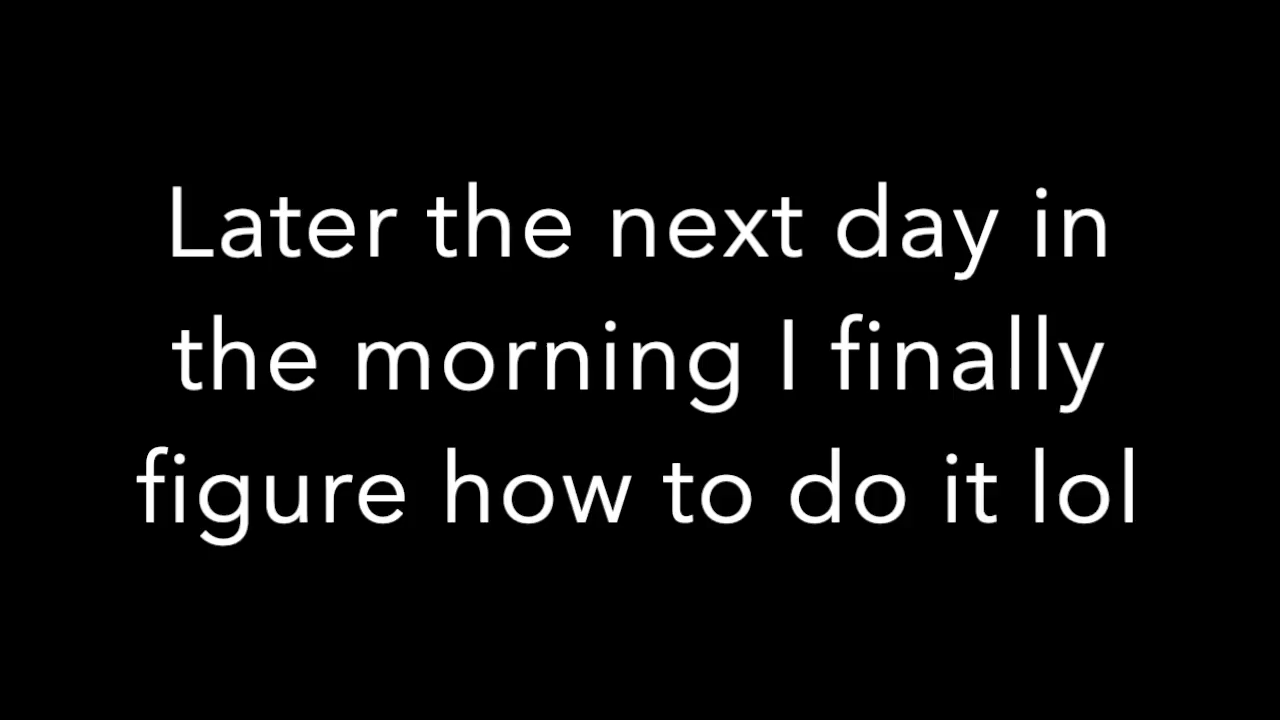 Later the next day in
the morning I finally
figure how to do it lol